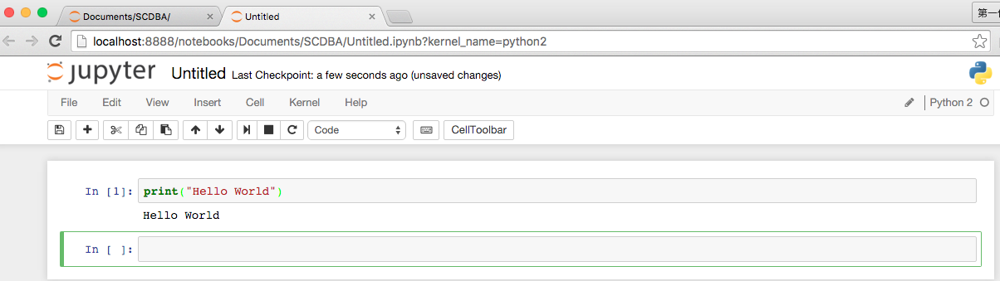 Documents/SCDBA/ Untitled 第一
localhost:8888/notebooks/Documents/SCDBA/Untitled.ipynb?kernel_name=python2
jupyter Untitled Last Checkpoint: a few seconds ago (unsaved changes)
File Edit View Insert Cell Kernel Help Python 2
Code CellToolbar
In [1]: print("Hello World")
Hello World
In [ ]: